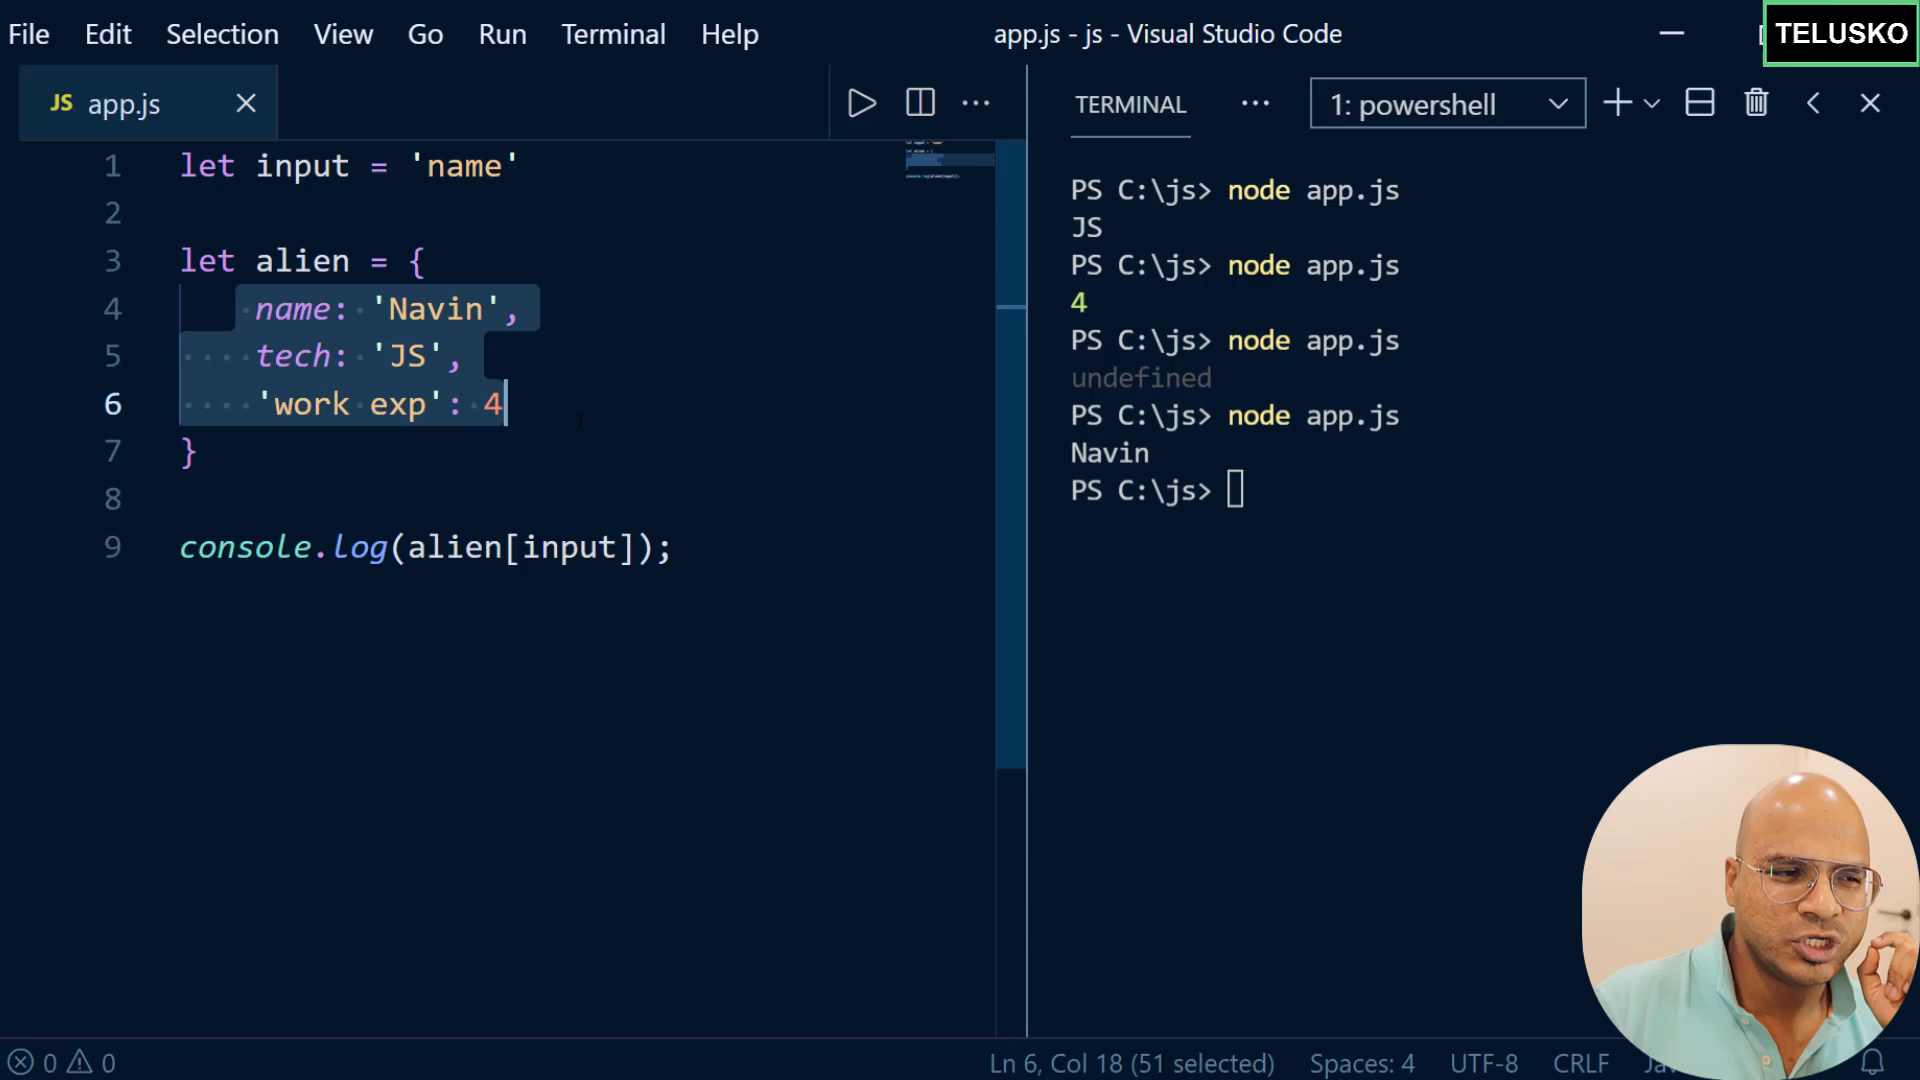 File Edit Selection View Go Run Terminal Help app.js - js - Visual Studio Code TELUSKO
JS app.js
1 let input = 'name'
2
3 let alien = {
4 name: 'Navin',
5 tech: 'JS',
6 'work exp': 4
7 }
8
9 console.log(alien[input]);
TERMINAL 1: powershell
PS C:\js> node app.js
JS
PS C:\js> node app.js
4
PS C:\js> node app.js
undefined
PS C:\js> node app.js
Navin
PS C:\js>
0 0 Ln 6, Col 18 (51 selected) Spaces: 4 UTF-8 CRLF